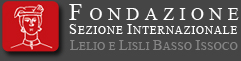 FONDAZIONE
SEZIONE INTERNAZIONALE
LELIO E LISLI BASSO ISSOCO